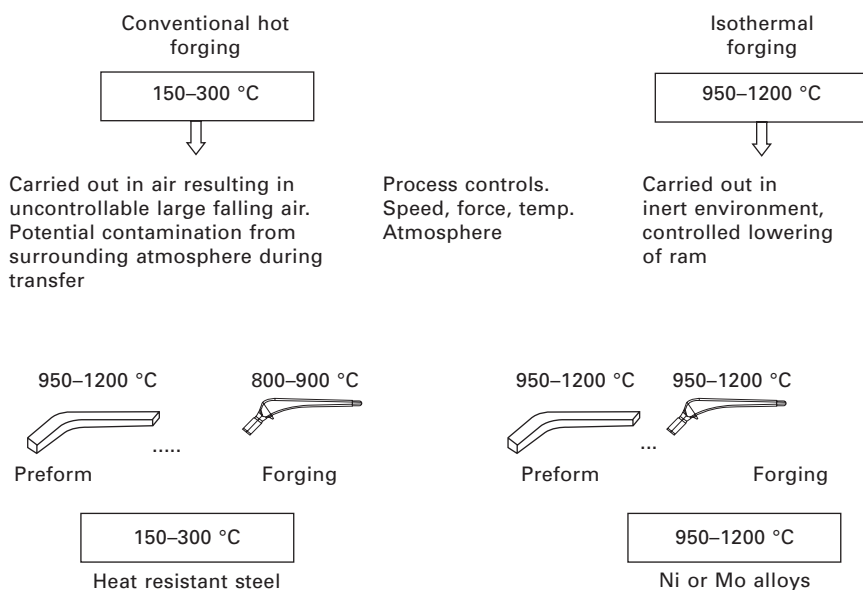 Conventional hot
forging
150–300 °C
Carried out in air resulting in
uncontrollable large falling air.
Potential contamination from
surrounding atmosphere during
transfer
Process controls.
Speed, force, temp.
Atmosphere
Isothermal
forging
950–1200 °C
Carried out in
inert environment,
controlled lowering
of ram
950–1200 °C
800–900 °C
.....
Preform
Forging
150–300 °C
Heat resistant steel
950–1200 °C
950–1200 °C
...
Preform
Forging
950–1200 °C
Ni or Mo alloys